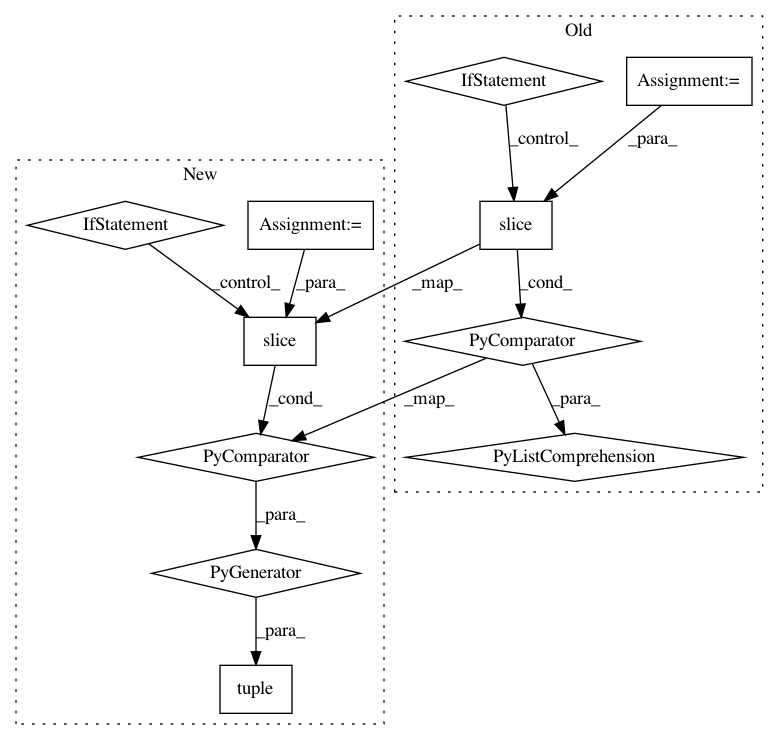 Old
IfStatement
Assignment:=
_control_
_para_
New
IfStatement
Assignment:=
slice
_control_
_para_
_map_
_cond_
slice
PyComparator
_cond_
_map_
_para_
PyComparator
PyListComprehension
_para_
PyGenerator
_para_
tuple